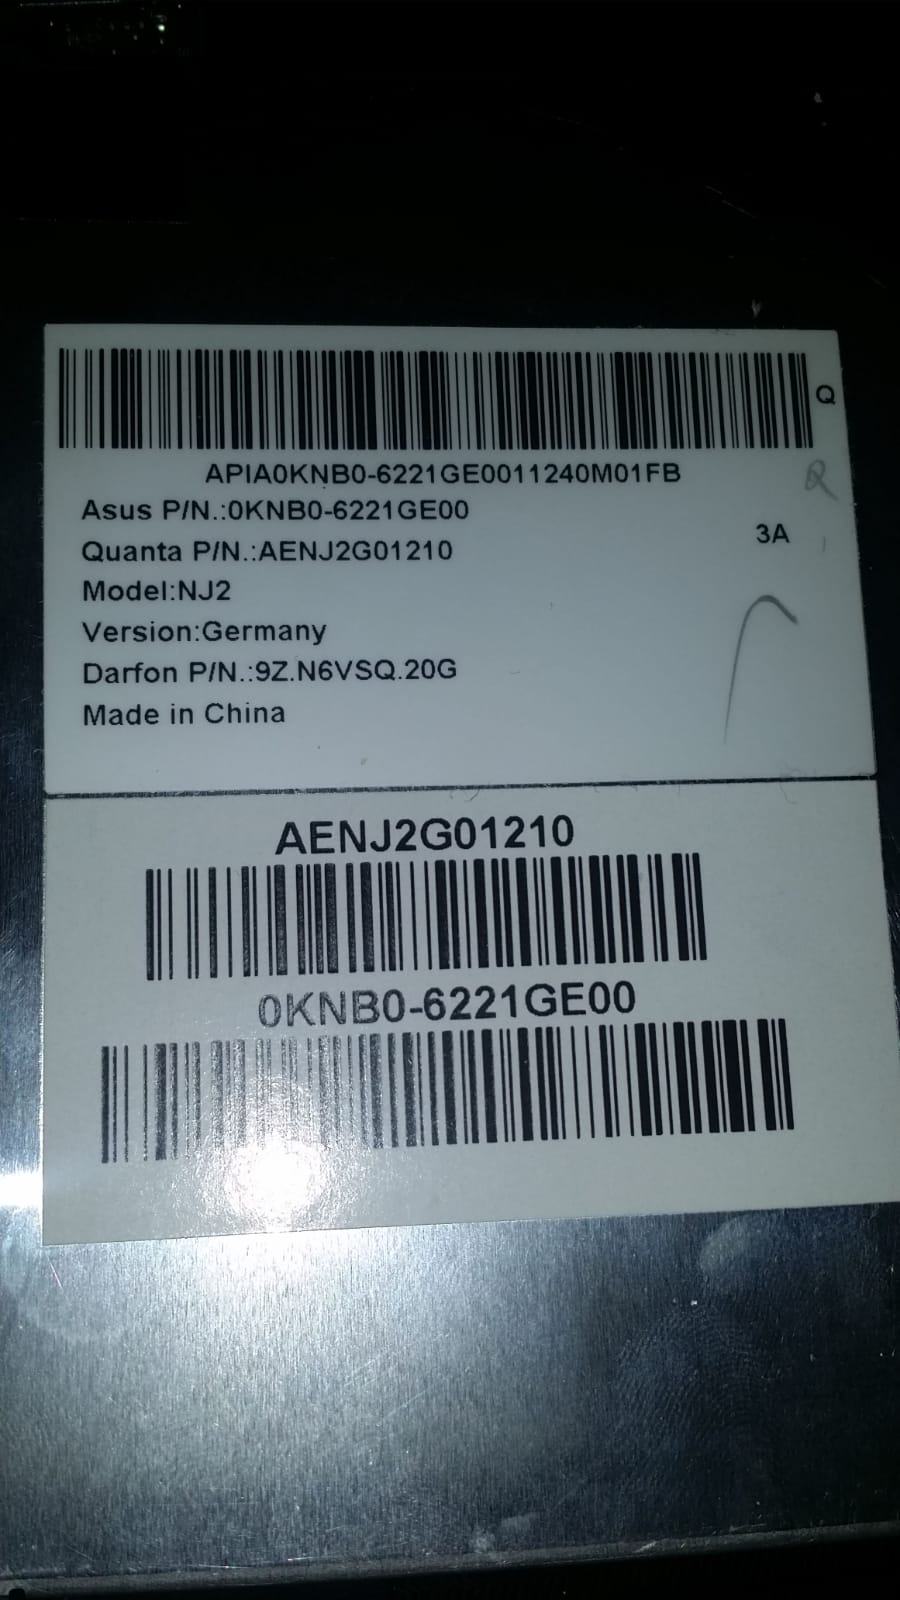 Q
APIA0KNB0-6221GE0011240M01FB
Q
Asus P/N.:0KNB0-6221GE00
3A
Quanta P/N.:AENJ2G01210
Model:NJ2
Version:Germany
Darfon P/N.:9Z.N6VSQ.20G
Made in China
AENJ2G01210
0KNB0-6221GE00